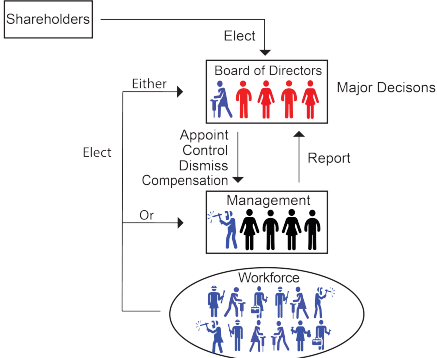 Shareholders
Elect
Board of Directors
Either
Major Decisons
Appoint
Control
Dismiss
Compensation
Elect
Report
Management
Or
Workforce